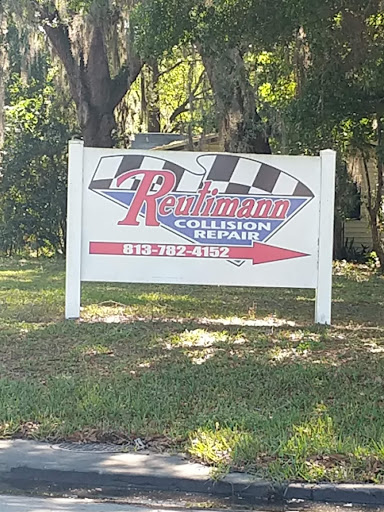 Reutimann
COLLISION
REPAIR
813-782-4152